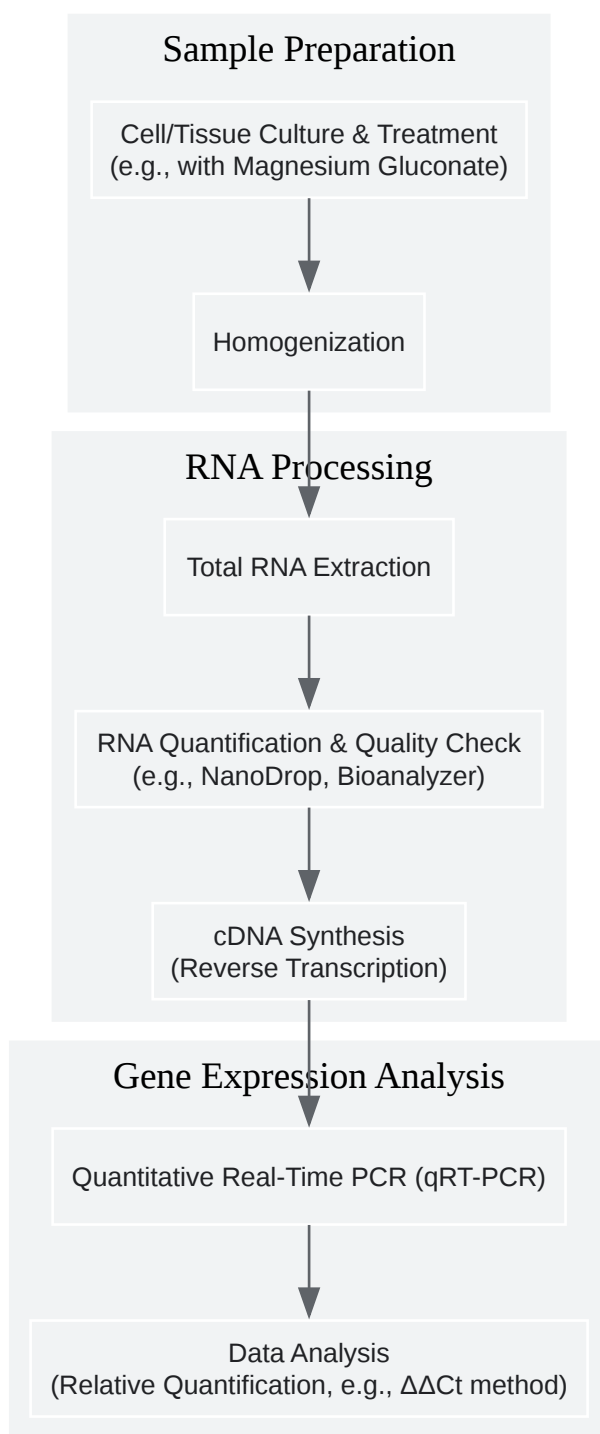 Sample Preparation
Cell/Tissue Culture & Treatment
(e.g., with Magnesium Gluconate)
Homogenization
RNA Processing
Total RNA Extraction
RNA Quantification & Quality Check
(e.g., NanoDrop, Bioanalyzer)
cDNA Synthesis
(Reverse Transcription)
Gene Expression Analysis
Quantitative Real-Time PCR (qRT-PCR)
Data Analysis
(Relative Quantification, e.g., ΔΔCt method)